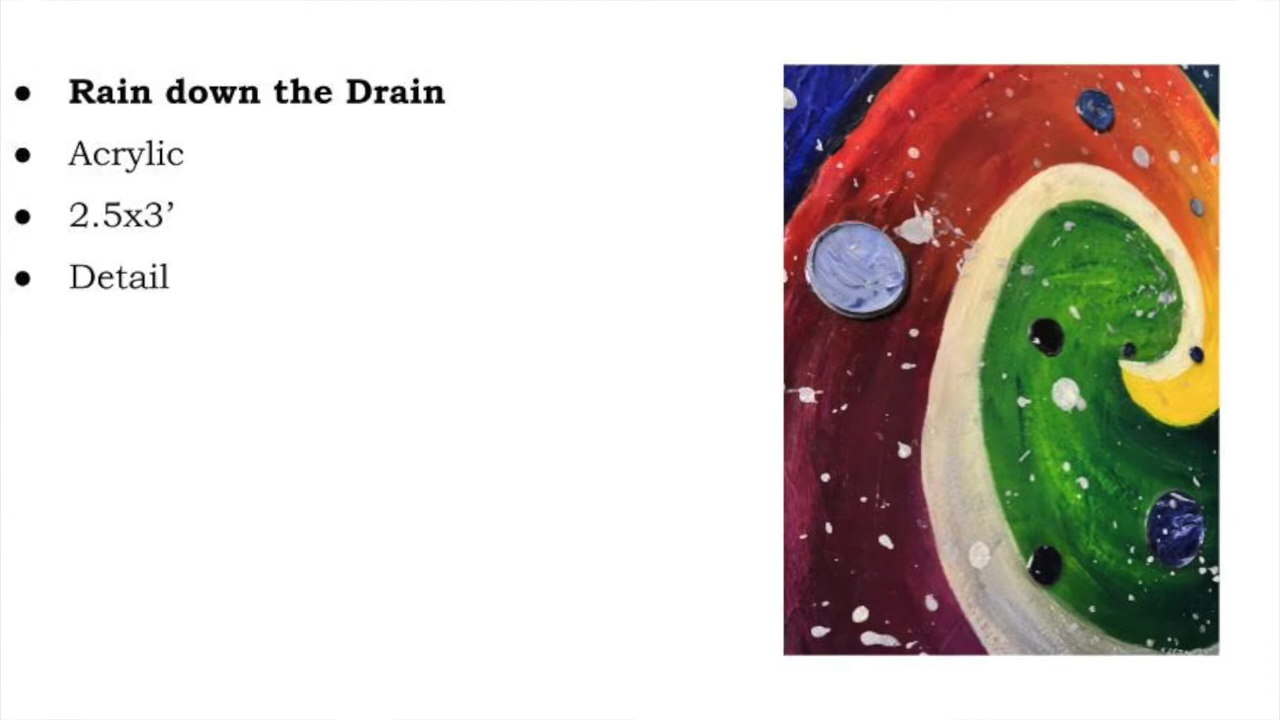 ● Rain down the Drain
● Acrylic
● 2.5x3’
● Detail